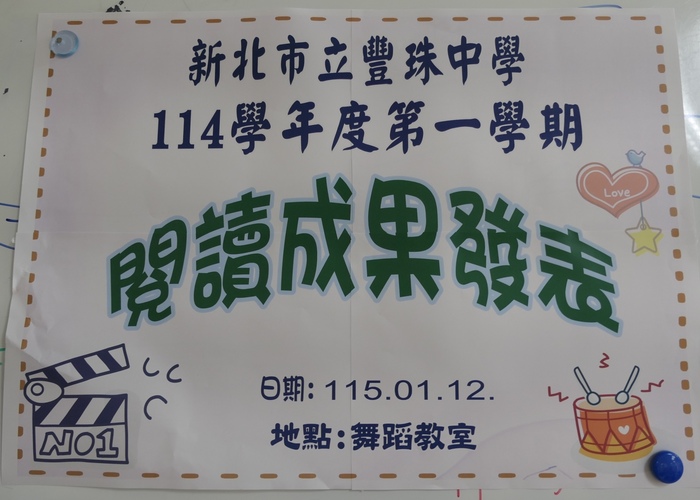 新北市立豐珠中學
114學年度第一學期
Love
閱讀成果發表
日期：115.01.12.
NO1
地點：舞蹈教室